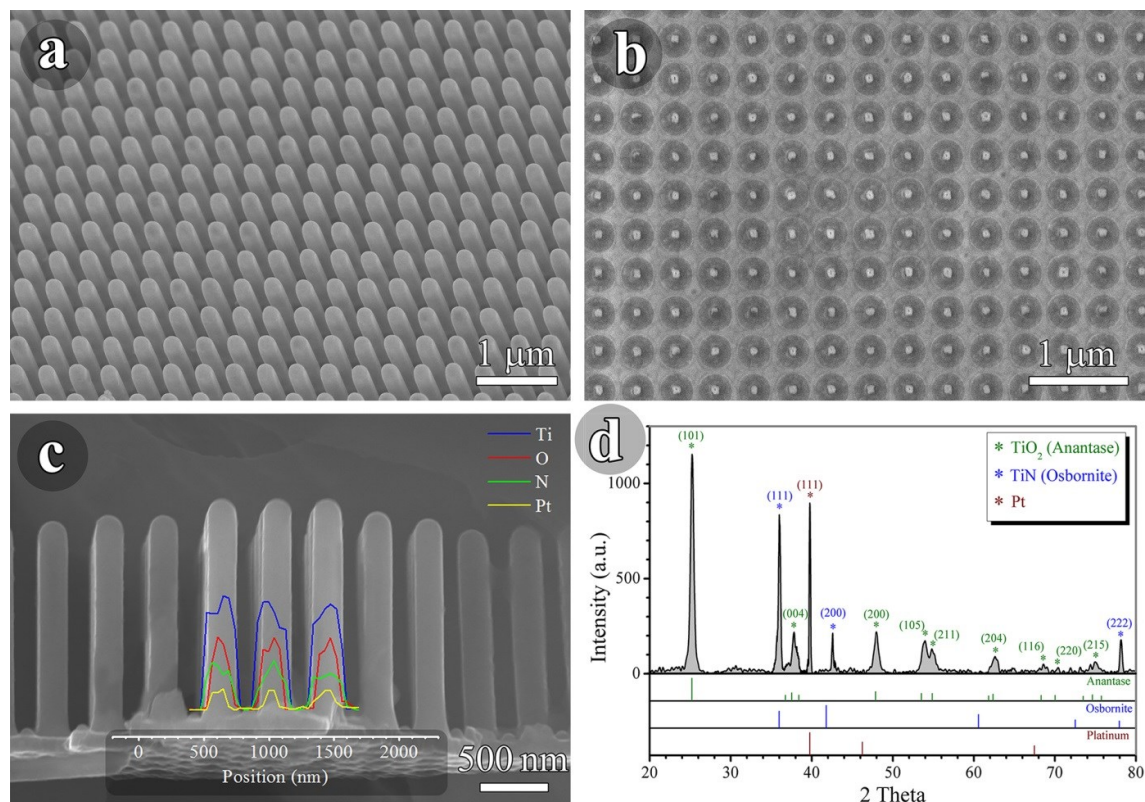 a
1 µm
b
1 µm
c
Ti
O
N
Pt
0 500 1000 1500 2000
Position (nm)
500 nm
d
* TiO2 (Anantase)
* TiN (Osbornite)
* Pt
(101)
*
(111)
*
(111)
*
(004)
*
(200)
*
(200)
*
(105)
*
(211)
*
(204)
*
(116)
*
(220)
*
(215)
*
(222)
*
1000
500
0
Intensity (a.u.)
Anantase
Osbornite
Platinum
20 30 40 50 60 70 80
2 Theta